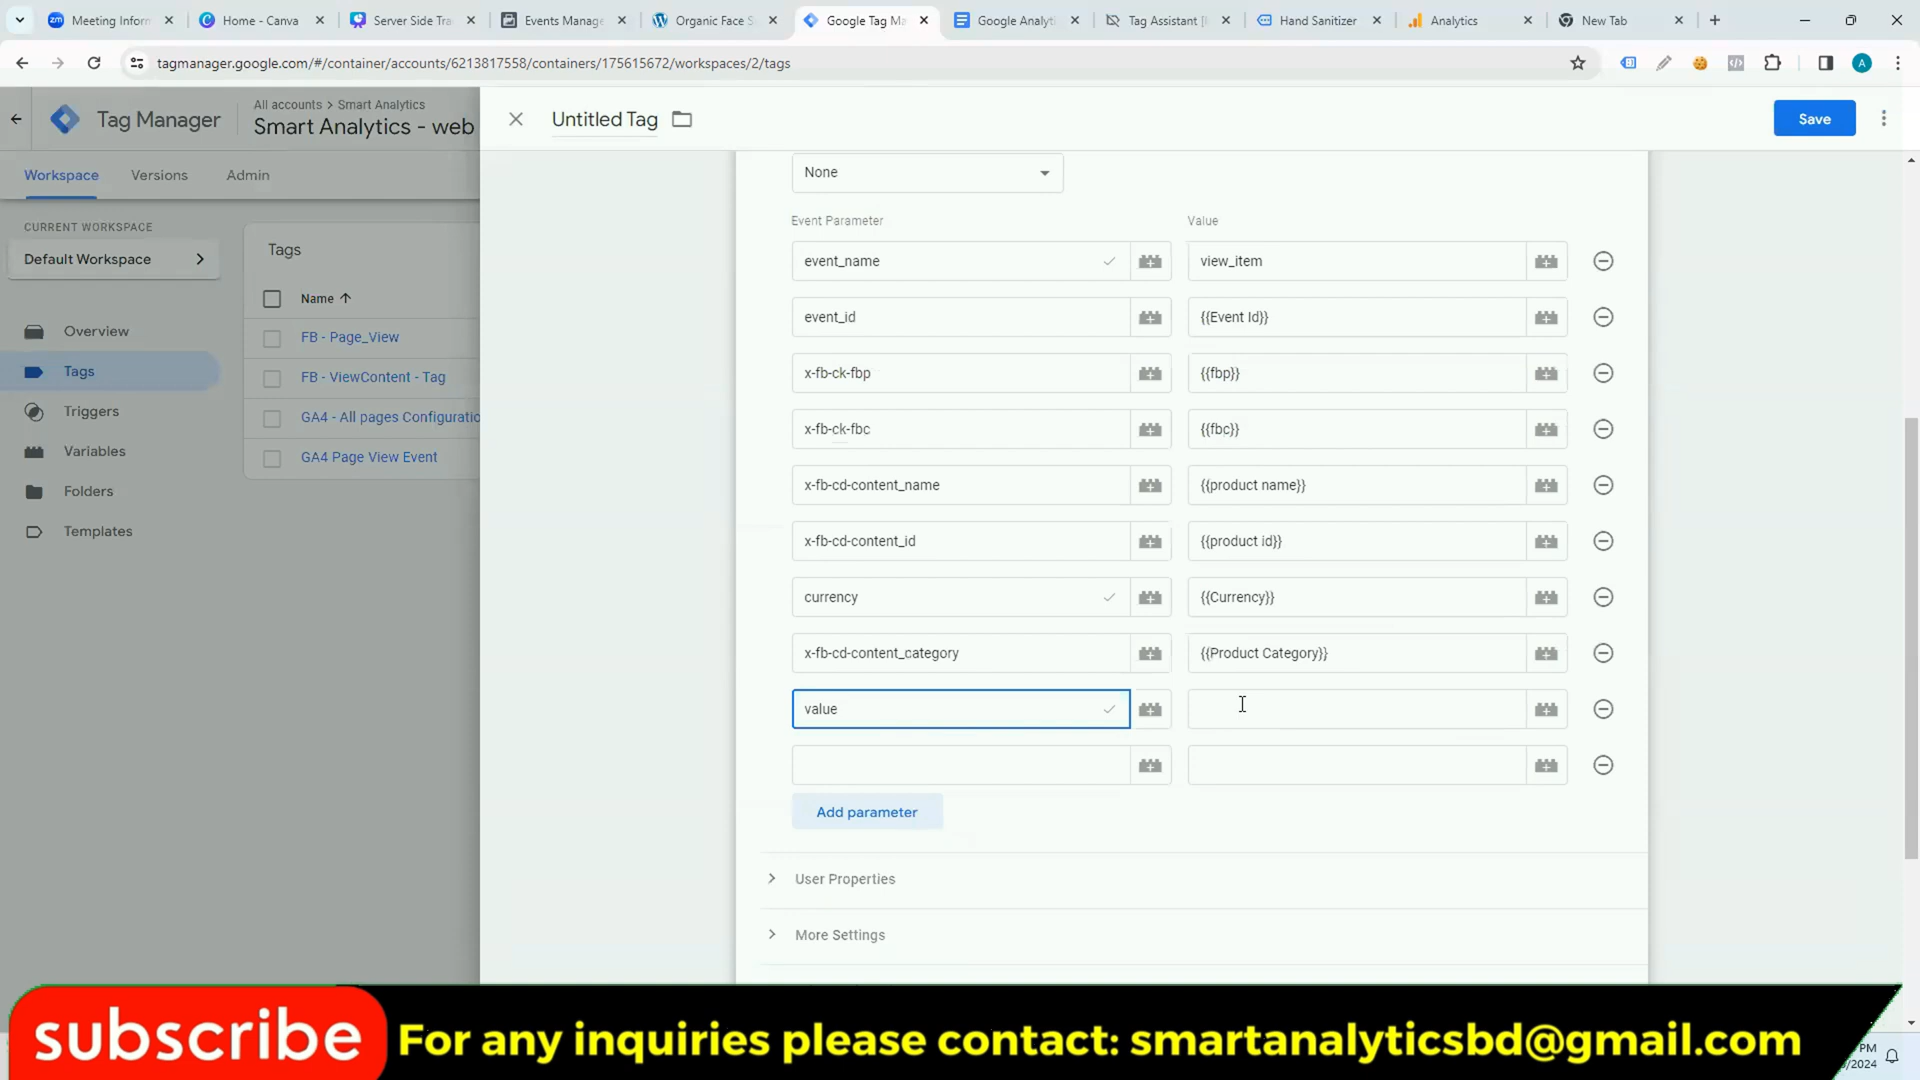 Meeting Inform
Home - Canva
Server Side Tra
Events Manage
Organic Face S
Google Tag Ma
Google Analyti
Tag Assistant [
Hand Sanitizer
Analytics
New Tab
tagmanager.google.com/#/container/accounts/6213817558/containers/175615672/workspaces/2/tags
A
Tag Manager
All accounts > Smart Analytics
Smart Analytics - web
Untitled Tag
Save
Workspace
Versions
Admin
CURRENT WORKSPACE
Default Workspace
Overview
Tags
Triggers
Variables
Folders
Templates
Tags
Name
FB - Page_View
FB - ViewContent - Tag
GA4 - All pages Configuratio
GA4 Page View Event
None
Event Parameter Value
event_name view_item
event_id {{Event Id}}
x-fb-ck-fbp {{fbp}}
x-fb-ck-fbc {{fbc}}
x-fb-cd-content_name {{product name}}
x-fb-cd-content_id {{product id}}
currency {{Currency}}
x-fb-cd-content_category {{Product Category}}
value
Add parameter
User Properties
More Settings
subscribe
For any inquiries please contact: smartanalyticsbd@gmail.com
PM
/2024